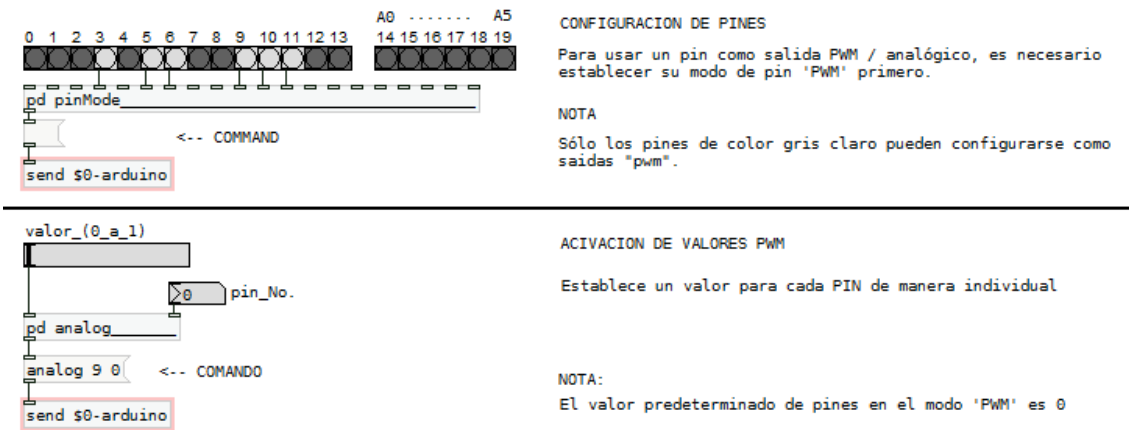 A0 ....... A5
0 1 2 3 4 5 6 7 8 9 10 11 12 13 14 15 16 17 18 19
pd pinMode
<-- COMMAND
send $0-arduino
CONFIGURACION DE PINES
Para usar un pin como salida PWM / analógico, es necesario
establecer su modo de pin 'PWM' primero.
NOTA
Sólo los pines de color gris claro pueden configurarse como
saidas "pwm".
valor_(0_a_1)
0 pin_No.
pd analog
analog 9 0 <-- COMANDO
send $0-arduino
ACIVACION DE VALORES PWM
Establece un valor para cada PIN de manera individual
NOTA:
El valor predeterminado de pines en el modo 'PWM' es 0